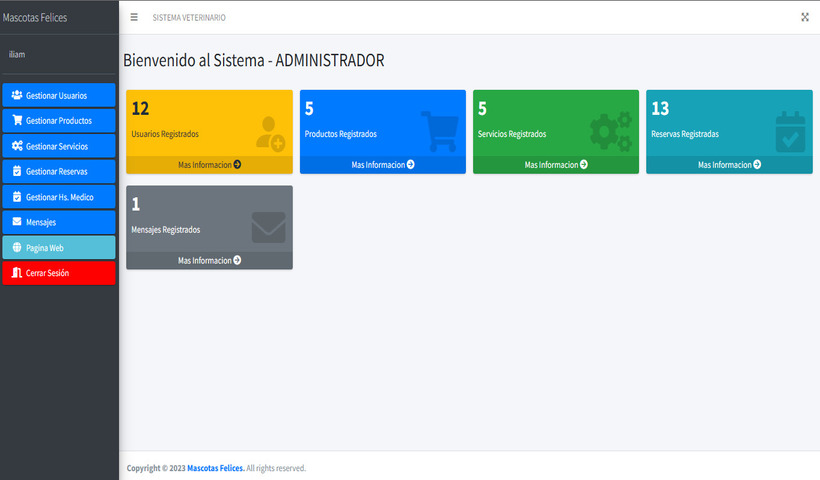 Mascotas Felices
iliam
Gestionar Usuarios
Gestionar Productos
Gestionar Servicios
Gestionar Reservas
Gestionar Hs. Medico
Mensajes
Pagina Web
Cerrar Sesión
SISTEMA VETERINARIO
Bienvenido al Sistema - ADMINISTRADOR
12
Usuarios Registrados
Mas Informacion
5
Productos Registrados
Mas Informacion
5
Servicios Registrados
Mas Informacion
13
Reservas Registradas
Mas Informacion
1
Mensajes Registrados
Mas Informacion
Copyright © 2023 Mascotas Felices. All rights reserved.